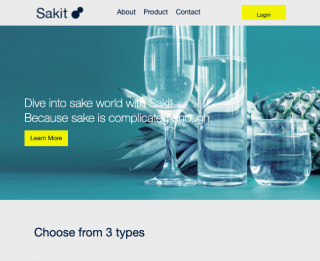 Sakit
About Product Contact
Login
Dive into sake world with Sakit.
Because sake is complicated enough.
Learn More
Choose from 3 types